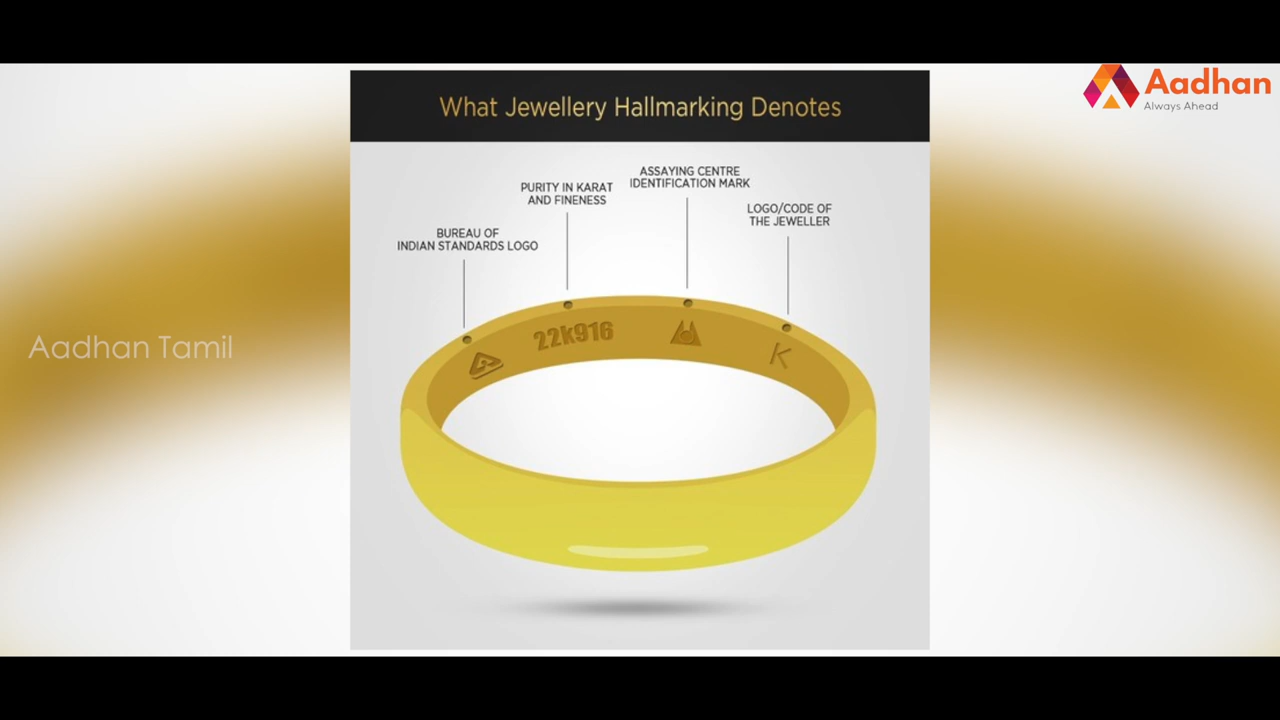 Aadhan
Always Ahead
What Jewellery Hallmarking Denotes
ASSAYING CENTRE
IDENTIFICATION MARK
PURITY IN KARAT
AND FINENESS
LOGO/CODE OF
THE JEWELLER
BUREAU OF
INDIAN STANDARDS LOGO
22k916
K
Aadhan Tamil